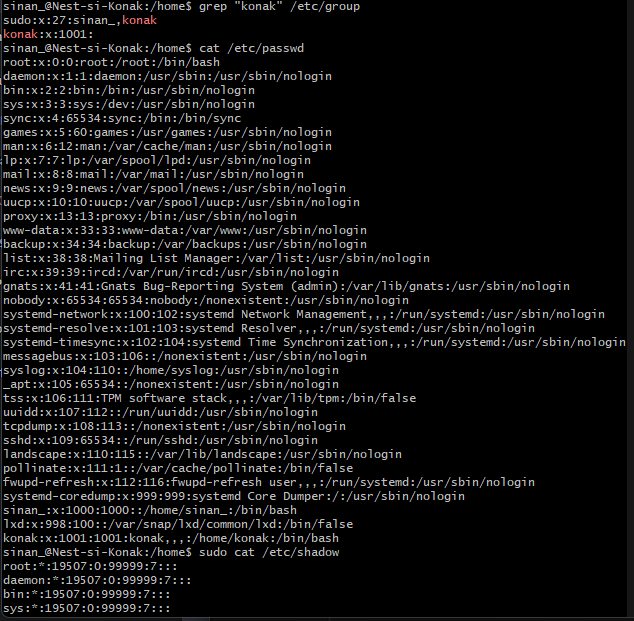 sinan_@Nest-si-Konak:/home$ grep "konak" /etc/group
sudo:x:27:sinan_,konak
konak:x:1001:
sinan_@Nest-si-Konak:/home$ cat /etc/passwd
root:x:0:0:root:/root:/bin/bash
daemon:x:1:1:daemon:/usr/sbin:/usr/sbin/nologin
bin:x:2:2:bin:/bin:/usr/sbin/nologin
sys:x:3:3:sys:/dev:/usr/sbin/nologin
sync:x:4:65534:sync:/bin:/bin/sync
games:x:5:60:games:/usr/games:/usr/sbin/nologin
man:x:6:12:man:/var/cache/man:/usr/sbin/nologin
lp:x:7:7:lp:/var/spool/lpd:/usr/sbin/nologin
mail:x:8:8:mail:/var/mail:/usr/sbin/nologin
news:x:9:9:news:/var/spool/news:/usr/sbin/nologin
uucp:x:10:10:uucp:/var/spool/uucp:/usr/sbin/nologin
proxy:x:13:13:proxy:/bin:/usr/sbin/nologin
www-data:x:33:33:www-data:/var/www:/usr/sbin/nologin
backup:x:34:34:backup:/var/backups:/usr/sbin/nologin
list:x:38:38:Mailing List Manager:/var/list:/usr/sbin/nologin
irc:x:39:39:ircd:/var/run/ircd:/usr/sbin/nologin
gnats:x:41:41:Gnats Bug-Reporting System (admin):/var/lib/gnats:/usr/sbin/nologin
nobody:x:65534:65534:nobody:/nonexistent:/usr/sbin/nologin
systemd-network:x:100:102:systemd Network Management,,,:/run/systemd:/usr/sbin/nologin
systemd-resolve:x:101:103:systemd Resolver,,,:/run/systemd:/usr/sbin/nologin
systemd-timesync:x:102:104:systemd Time Synchronization,,,:/run/systemd:/usr/sbin/nologin
messagebus:x:103:106::/nonexistent:/usr/sbin/nologin
syslog:x:104:110::/home/syslog:/usr/sbin/nologin
_apt:x:105:65534::/nonexistent:/usr/sbin/nologin
tss:x:106:111:TPM software stack,,,:/var/lib/tpm:/bin/false
uuidd:x:107:112::/run/uuidd:/usr/sbin/nologin
tcpdump:x:108:113::/nonexistent:/usr/sbin/nologin
sshd:x:109:65534::/run/sshd:/usr/sbin/nologin
landscape:x:110:115::/var/lib/landscape:/usr/sbin/nologin
pollinate:x:111:1::/var/cache/pollinate:/bin/false
fwupd-refresh:x:112:116:fwupd-refresh user,,,:/run/systemd:/usr/sbin/nologin
systemd-coredump:x:999:999:systemd Core Dumper:/:/usr/sbin/nologin
sinan_:x:1000:1000::/home/sinan_:/bin/bash
lxd:x:998:100::/var/snap/lxd/common/lxd:/bin/false
konak:x:1001:1001:konak,,,:/home/konak:/bin/bash
sinan_@Nest-si-Konak:/home$ sudo cat /etc/shadow
root:*:19507:0:99999:7:::
daemon:*:19507:0:99999:7:::
bin:*:19507:0:99999:7:::
sys:*:19507:0:99999:7:::